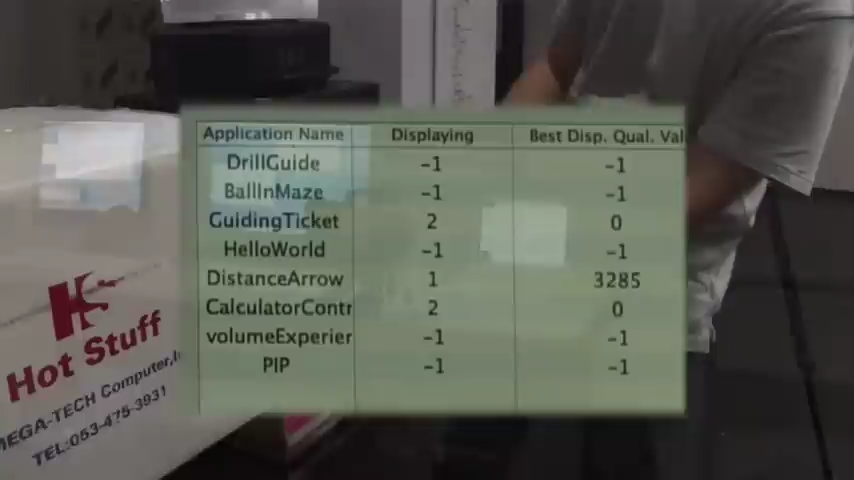 Application Name Displaying Best Disp. Qual. Val
DrillGuide -1 -1
BallInMaze -1 -1
GuidingTicket 2 0
HelloWorld -1 -1
DistanceArrow 1 3285
CalculatorContr 2 0
volumeExperier -1 -1
PIP -1 -1
HS
Hot Stuff
MEGA-TECH Computer,I
TEL:053-475-3931